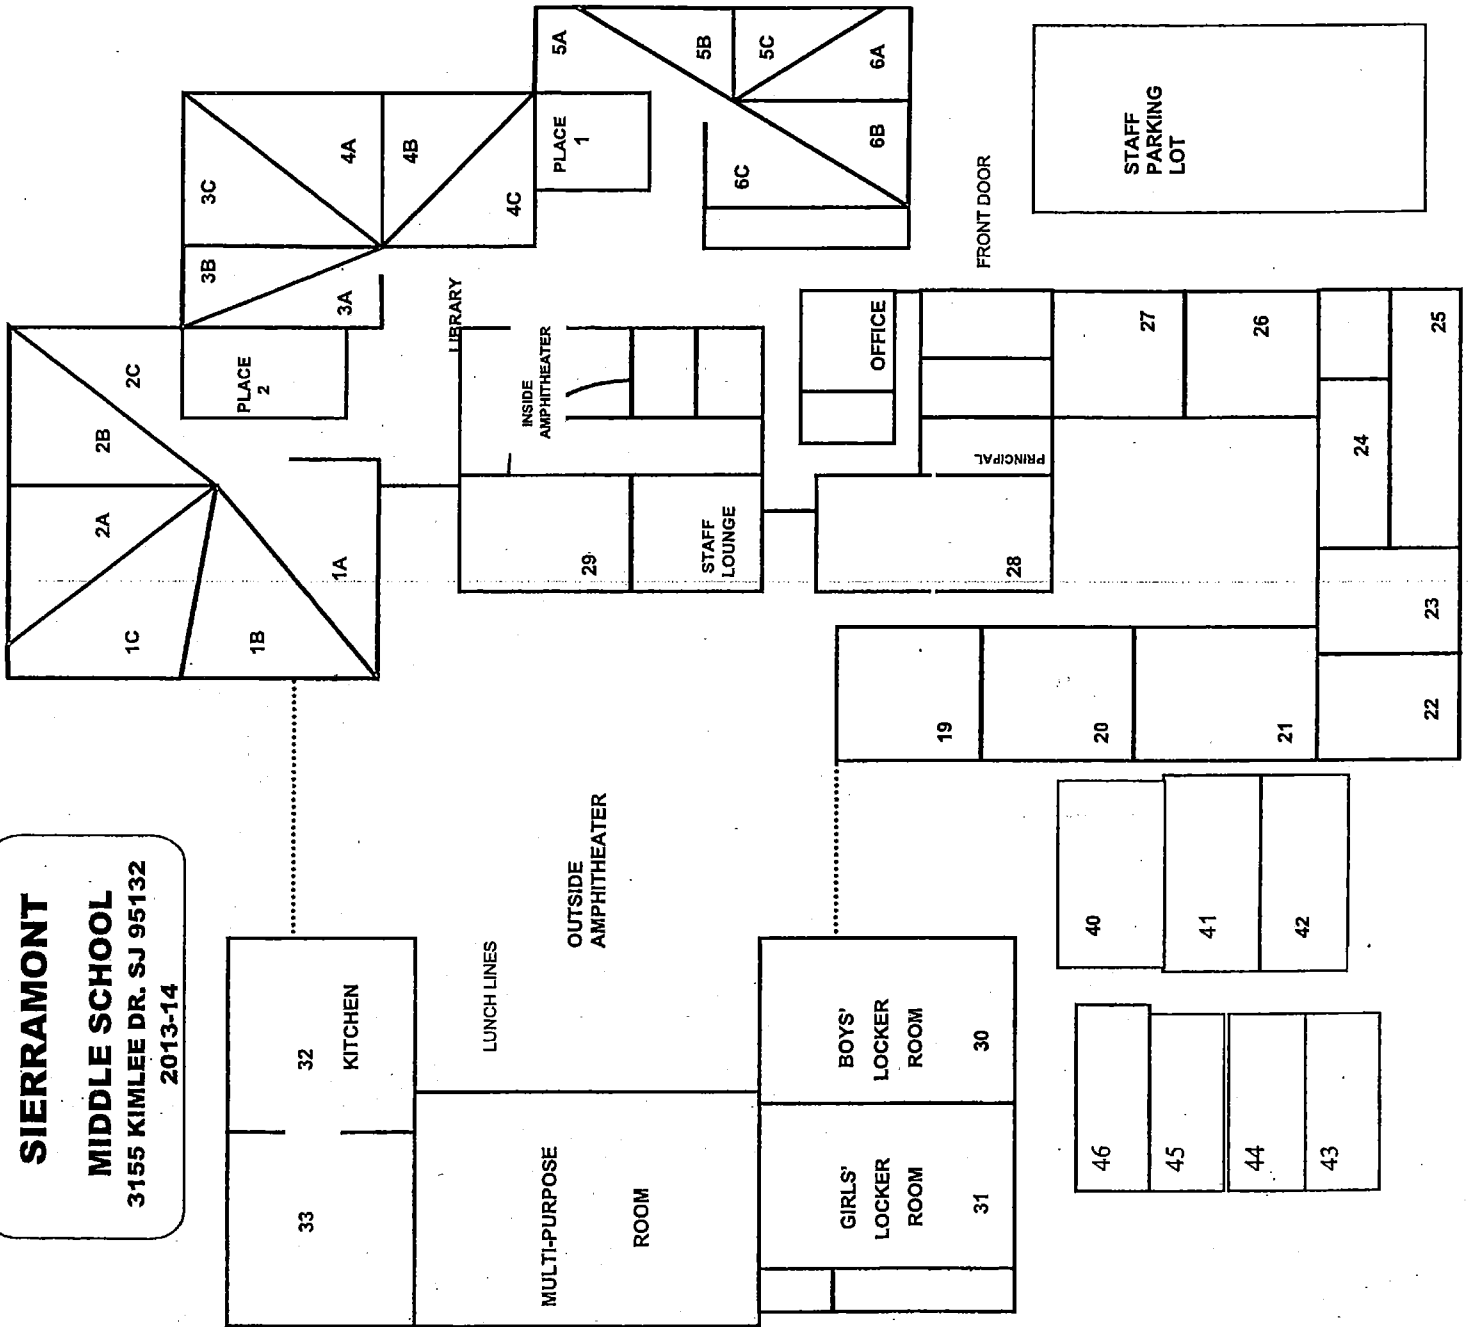 SIERRAMONT
MIDDLE SCHOOL
3155 KIMLEE DR. SJ 95132
2013-14
33
32
KITCHEN
1C
1B
1A
2A
2B
2C
PLACE
2
3B
3C
3A
4A
4B
4C
5A
PLACE
1
5B
5C
6A
6B
6C
LIBRARY
LUNCH LINES
MULTI-PURPOSE
ROOM
OUTSIDE
AMPHITHEATER
29
INSIDE
AMPHITHEATER
STAFF
LOUNGE
GIRLS'
LOCKER
ROOM
31
BOYS'
LOCKER
ROOM
30
19
20
21
28
OFFICE
PRINCIPAL
FRONT DOOR
27
26
24
25
23
22
STAFF
PARKING
LOT
40
41
42
46
45
44
43